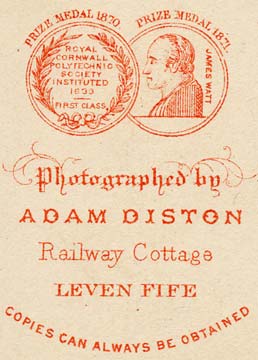 PRIZE MEDAL 1870
PRIZE MEDAL 1871
ROYAL
CORNWALL
POLYTECHNIC
SOCIETY
INSTITUTED
1833
FIRST CLASS
JAMES WATT
Photographed by
ADAM DISTON
Railway Cottage
LEVEN FIFE
COPIES CAN ALWAYS BE OBTAINED